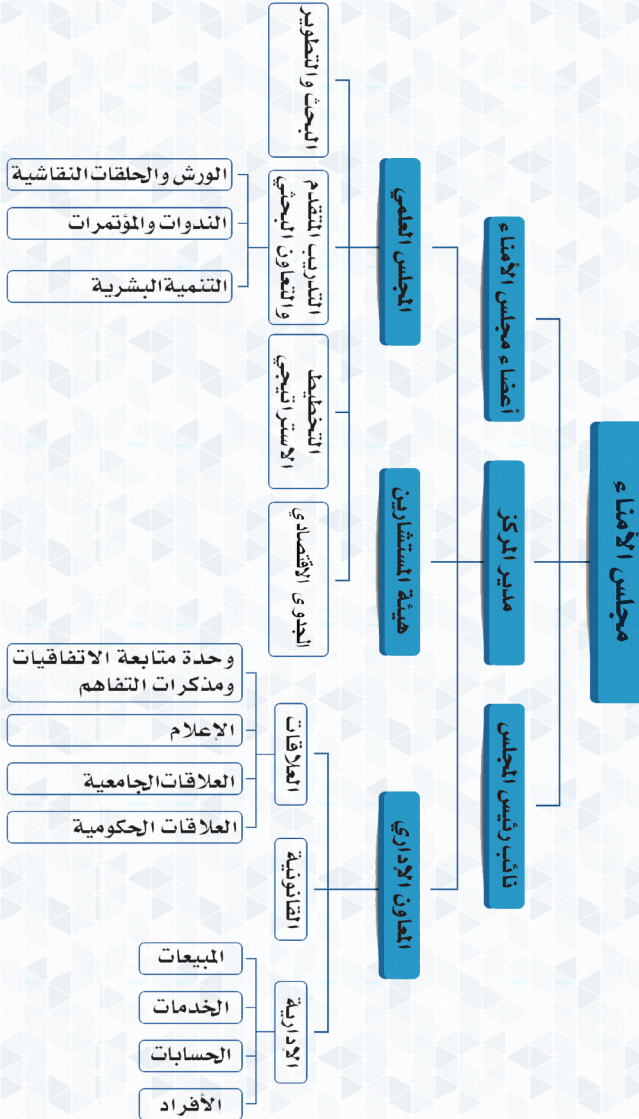 مجلس الأمناء
نائب رئيس المجلس
مدير المركز
أعضاء مجلس الأمناء
المعاون الإداري
هيئة المستشارين
المجلس العلمي
الإدارية
القانونية
العلاقات
الجدوى الاقتصادي
التخطيط
الاستراتيجي
التدريب المتقدم
والتعاون البحثي
البحث والتطوير
الورش والحلقات النقاشية
الندوات والمؤتمرات
التنمية البشرية
وحدة متابعة الاتفاقيات
ومذكرات التفاهم
الإعلام
العلاقات الجامعية
العلاقات الحكومية
المبيعات
الخدمات
الحسابات
الأفراد